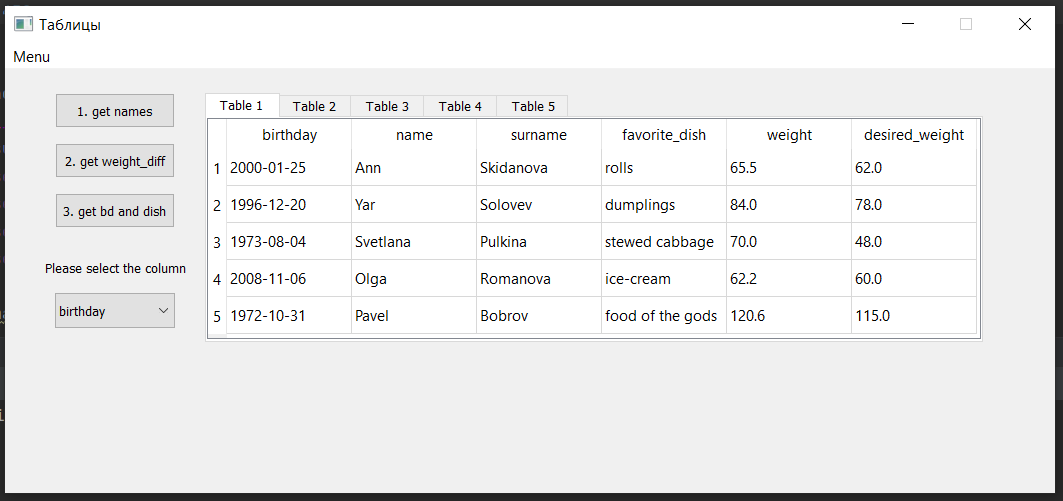 Таблицы
Menu
1. get names
2. get weight_diff
3. get bd and dish
Please select the column
birthday
Table 1 Table 2 Table 3 Table 4 Table 5
birthday name surname favorite_dish weight desired_weight
1 2000-01-25 Ann Skidanova rolls 65.5 62.0
2 1996-12-20 Yar Solovev dumplings 84.0 78.0
3 1973-08-04 Svetlana Pulkina stewed cabbage 70.0 48.0
4 2008-11-06 Olga Romanova ice-cream 62.2 60.0
5 1972-10-31 Pavel Bobrov food of the gods 120.6 115.0